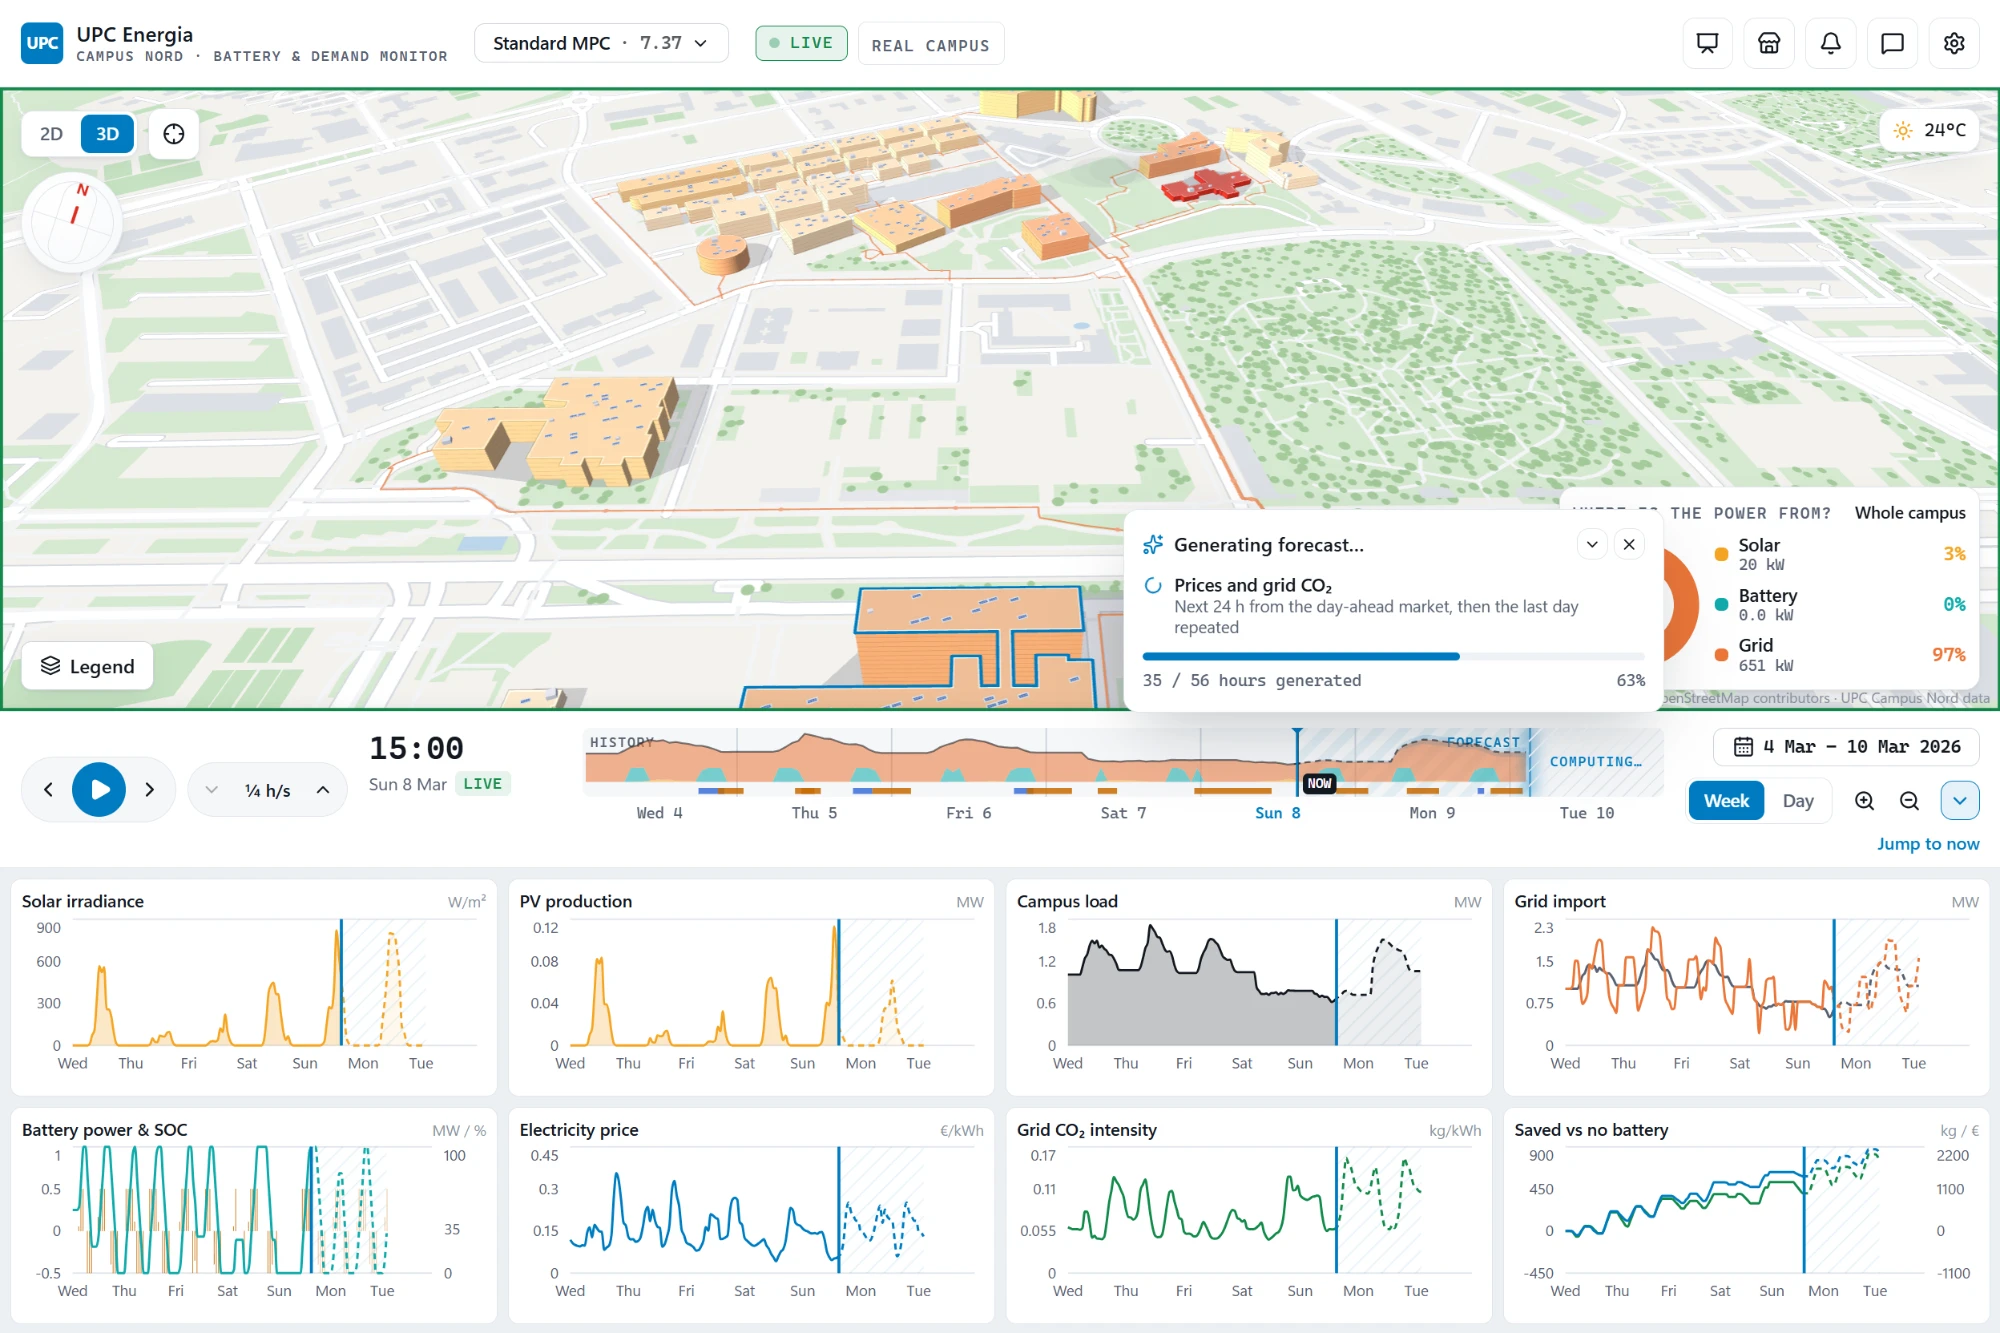 UPC
UPC Energia
CAMPUS NORD · BATTERY & DEMAND MONITOR
Standard MPC · 7.37
LIVE
REAL CAMPUS
2D
3D
N
24°C
Legend
THE POWER FROM?
Whole campus
Solar
3%
20 kW
Battery
0%
0.0 kW
Grid
97%
651 kW
Generating forecast...
Prices and grid CO₂
Next 24 h from the day-ahead market, then the last day
repeated
35 / 56 hours generated
63%
contributors · UPC Campus Nord data
15:00
Sun 8 Mar
LIVE
¼ h/s
HISTORY
FORECAST
COMPUTING…
NOW
Wed 4
Thu 5
Fri 6
Sat 7
Sun 8
Mon 9
Tue 10
4 Mar – 10 Mar 2026
Week
Day
Jump to now
Solar irradiance
W/m²
900
600
300
0
Wed Thu Fri Sat Sun Mon Tue
PV production
MW
0.12
0.08
0.04
0
Wed Thu Fri Sat Sun Mon Tue
Campus load
MW
1.8
1.2
0.6
0
Wed Thu Fri Sat Sun Mon Tue
Grid import
MW
2.3
1.5
0.75
0
Wed Thu Fri Sat Sun Mon Tue
Battery power & SOC
MW / %
1
0.5
0
-0.5
100
35
0
Wed Thu Fri Sat Sun Mon Tue
Electricity price
€/kWh
0.45
0.3
0.15
0
Wed Thu Fri Sat Sun Mon Tue
Grid CO₂ intensity
kg/kWh
0.17
0.11
0.055
0
Wed Thu Fri Sat Sun Mon Tue
Saved vs no battery
kg / €
900
450
0
-450
2200
1100
0
-1100
Wed Thu Fri Sat Sun Mon Tue